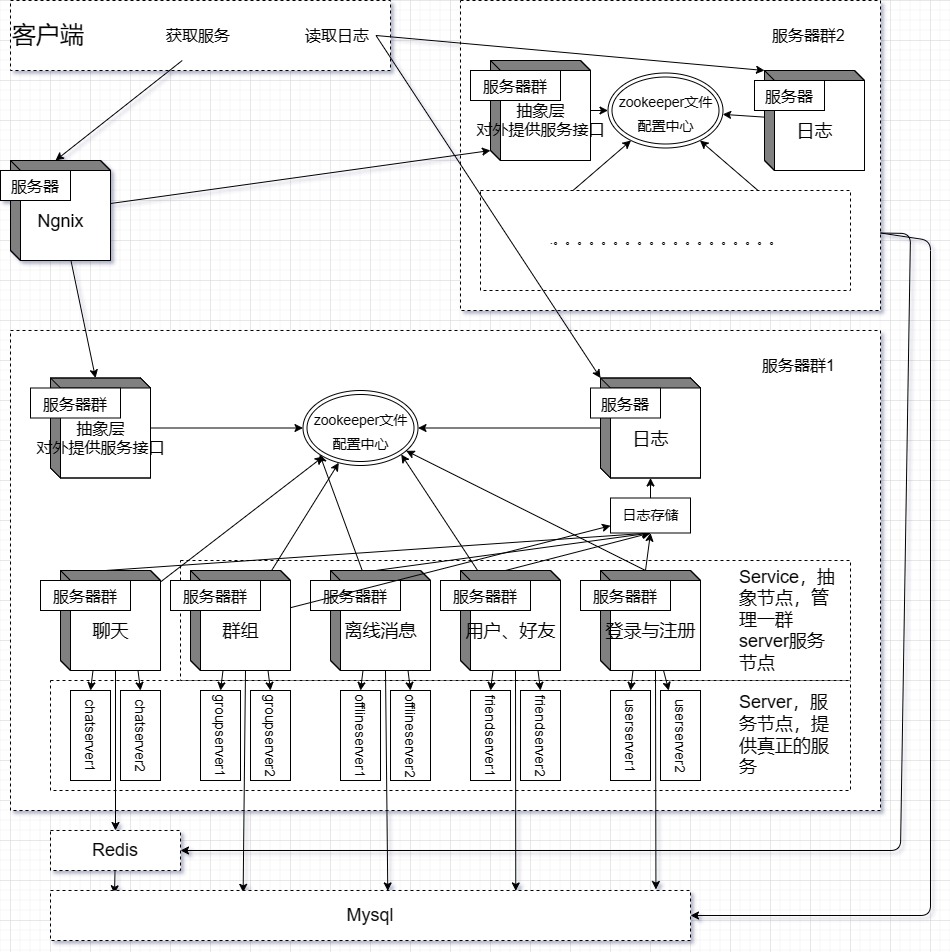 客户端
获取服务
读取日志
服务器群2
服务器群
抽象层
对外提供服务接口
zookeeper文件
配置中心
服务器
日志
服务器
Ngnix
服务器群1
服务器群
抽象层
对外提供服务接口
zookeeper文件
配置中心
服务器
日志
日志存储
服务器群
聊天
服务器群
群组
服务器群
离线消息
服务器群
用户、好友
服务器群
登录与注册
Service，抽
象节点，管
理一群
server服务
节点
chatserver1
chatserver2
groupserver1
groupserver2
offlineserver1
offlineserver2
friendserver1
friendserver2
userserver1
userserver2
Server，服
务节点，提
供真正的服
务
Redis
Mysql